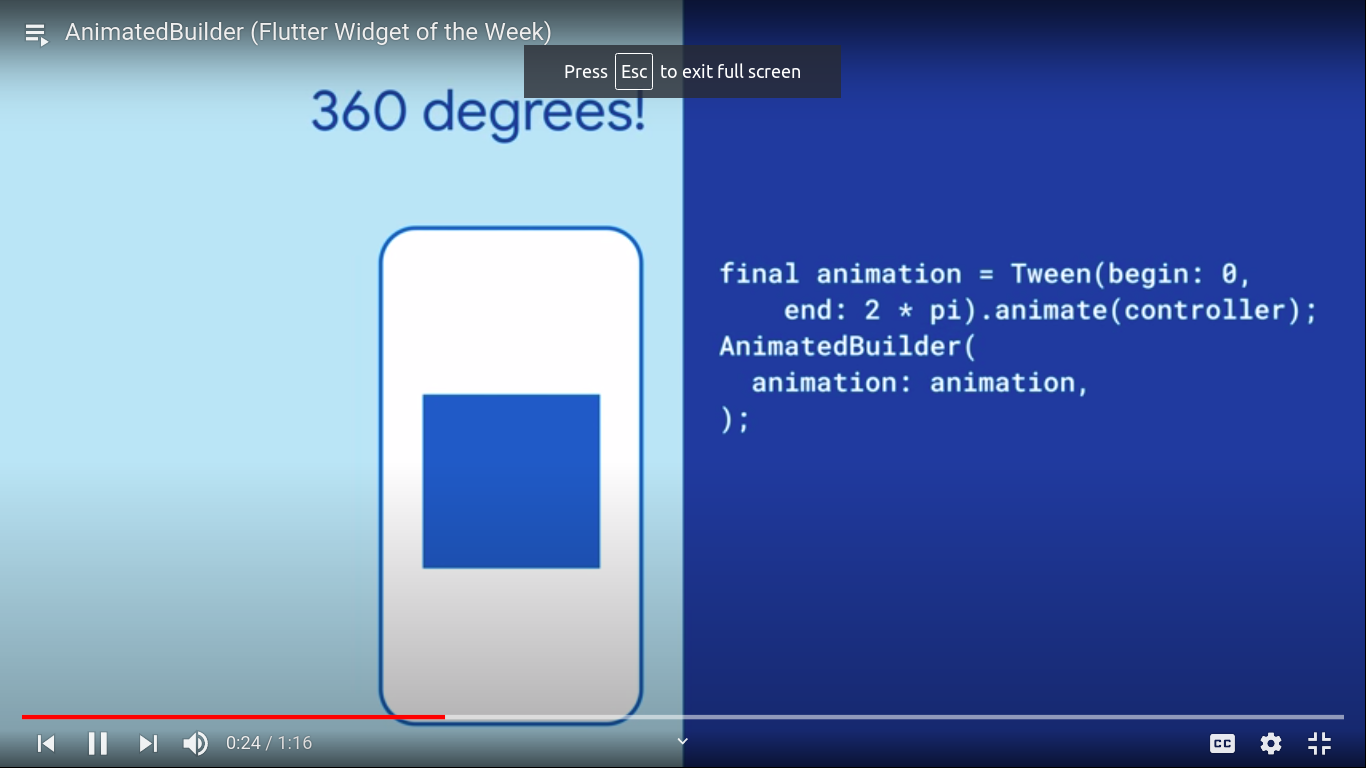 AnimatedBuilder (Flutter Widget of the Week)
Press Esc to exit full screen
360 degrees!
final animation = Tween(begin: 0,
    end: 2 * pi).animate(controller);
AnimatedBuilder(
  animation: animation,
);
0:24 / 1:16
CC